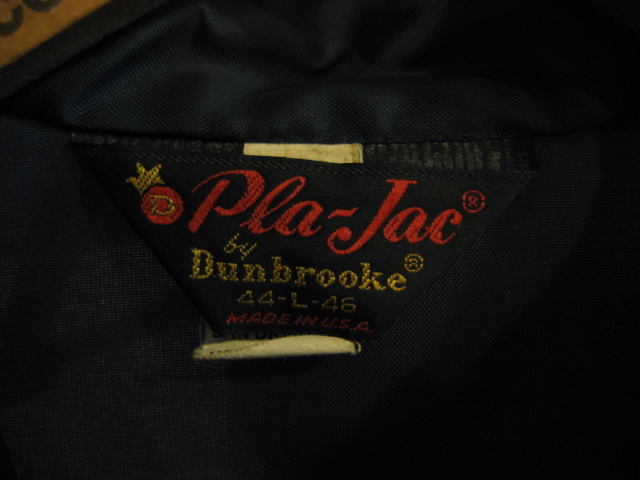 Pla-Jac®
by
Dunbrooke®
44-L-46
MADE IN U.S.A.